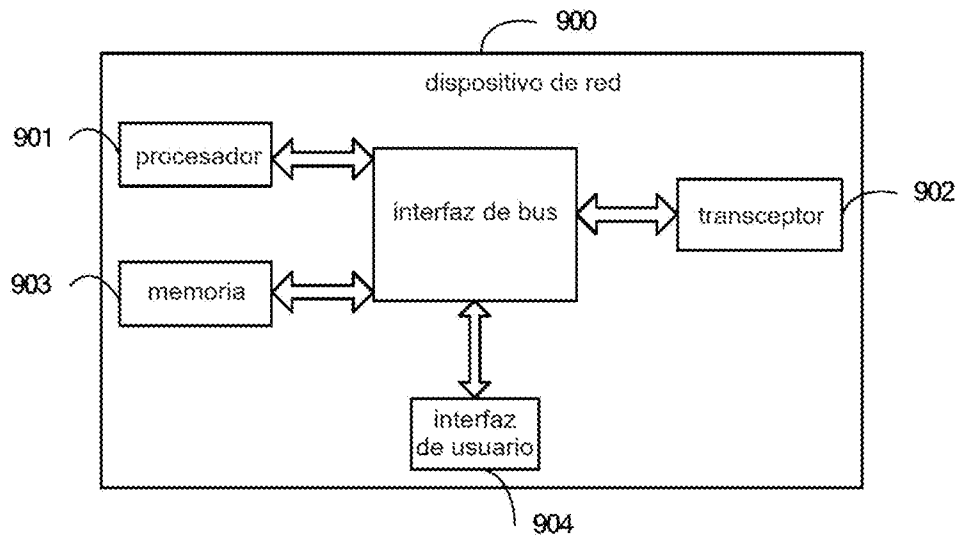 900
dispositivo de red
901
procesador
interfaz de bus
902
transceptor
903
memoria
interfaz
de usuario
904